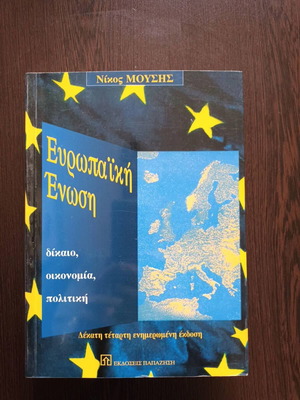 Νίκος ΜΟΥΣΗΣ
Ευρωπαϊκή
Ένωση
δίκαιο,
οικονομία,
πολιτική
Δέκατη τέταρτη ενημερωμένη έκδοση
ΕΚΔΟΣΕΙΣ ΠΑΠΑΖΗΣΗ